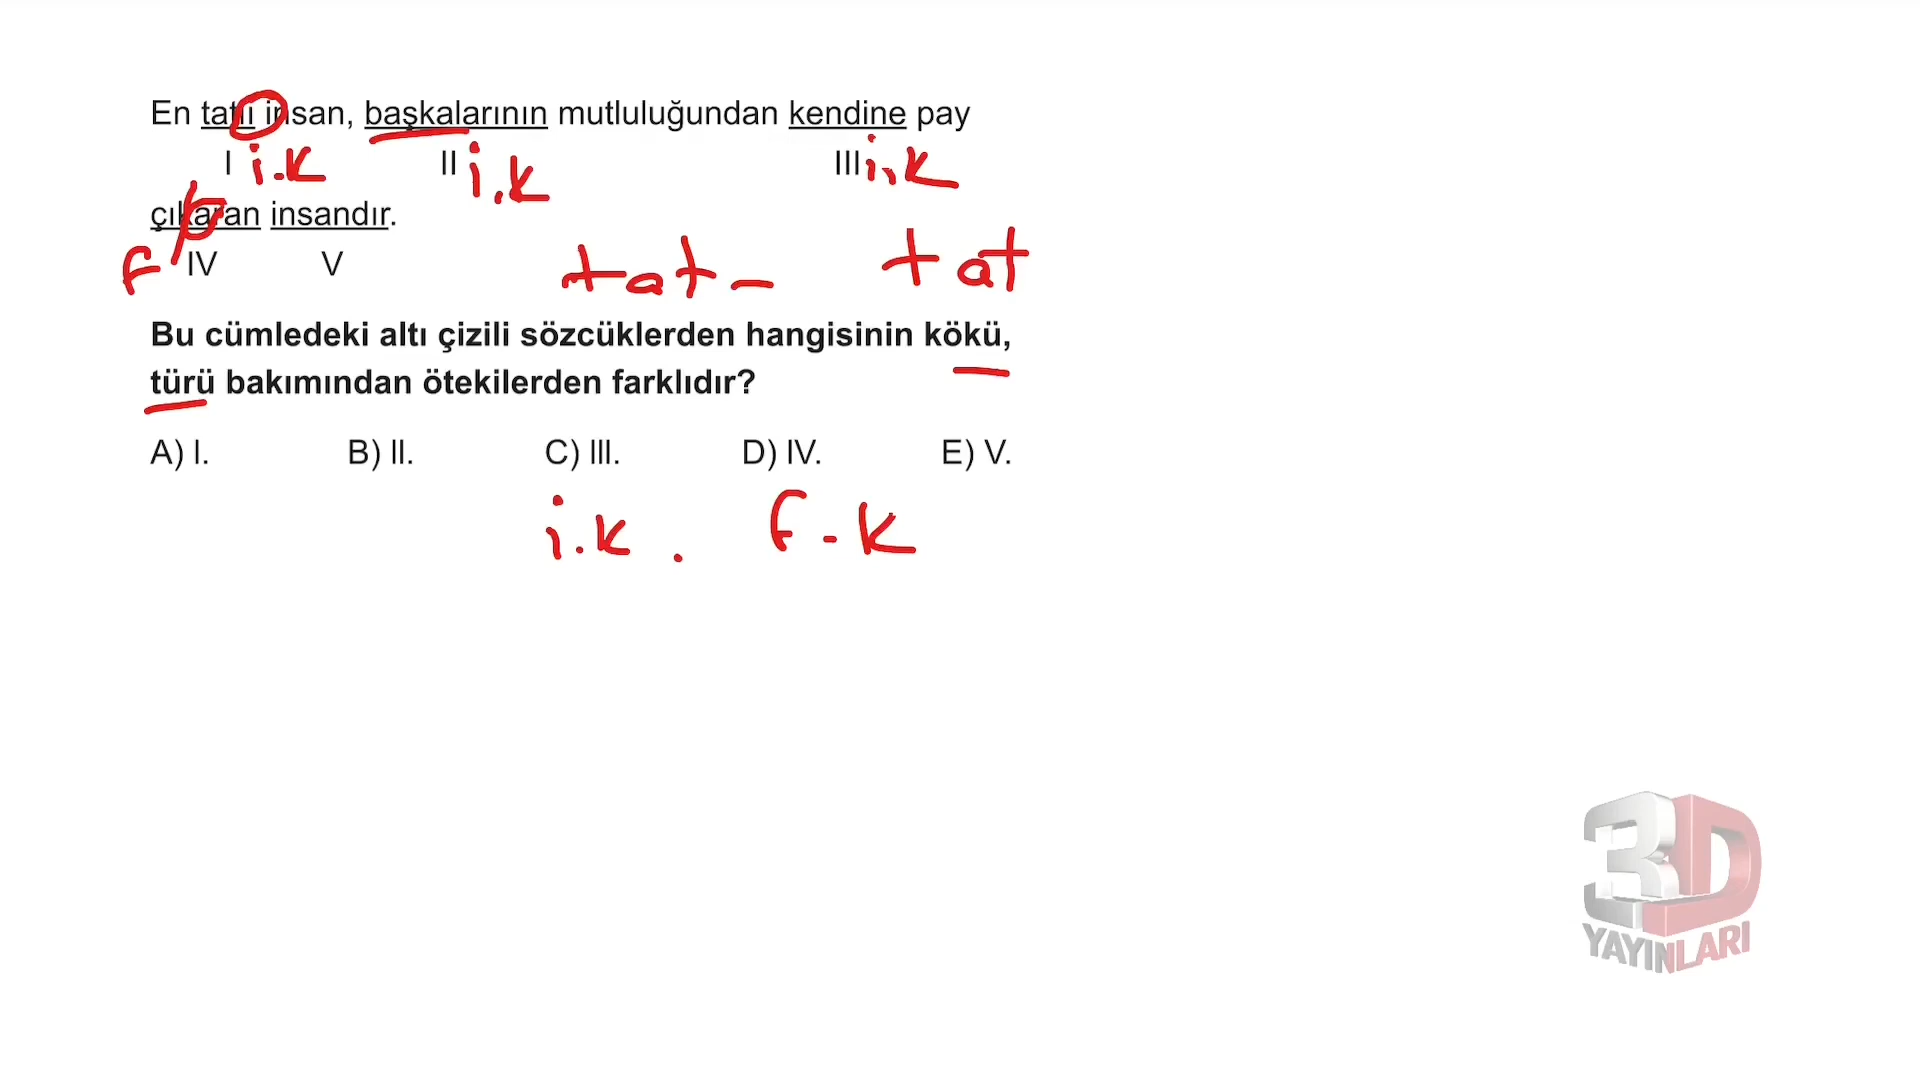 En tatlı insan, başkalarının mutluluğundan kendine pay
I i.k II i.k III i.k
çıkaran insandır.
f k IV V tat- tat
Bu cümledeki altı çizili sözcüklerden hangisinin kökü,
türü bakımından ötekilerden farklıdır?
A) I. B) II. C) III. D) IV. E) V.
i.k . f-k
3D
YAYINLARI